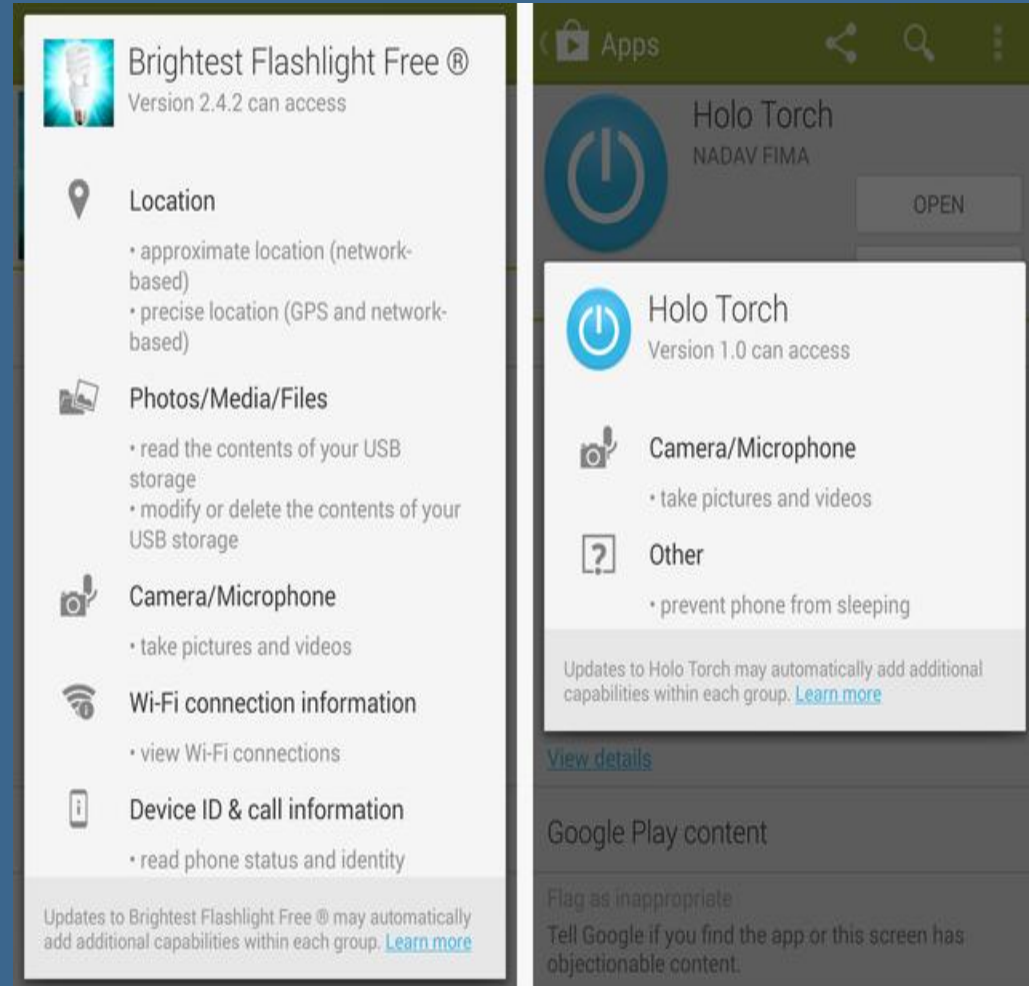 Brightest Flashlight Free ®
Version 2.4.2 can access
Location
• approximate location (network-
based)
• precise location (GPS and network-
based)
Photos/Media/Files
• read the contents of your USB
storage
• modify or delete the contents of your
USB storage
Camera/Microphone
• take pictures and videos
Wi-Fi connection information
• view Wi-Fi connections
Device ID & call information
• read phone status and identity
Updates to Brightest Flashlight Free ® may automatically
add additional capabilities within each group. Learn more
Apps
Holo Torch
NADAV FIMA
OPEN
Holo Torch
Version 1.0 can access
Camera/Microphone
• take pictures and videos
Other
• prevent phone from sleeping
Updates to Holo Torch may automatically add additional
capabilities within each group. Learn more
View details
Google Play content
Flag as inappropriate
Tell Google if you find the app or this screen has
objectionable content.